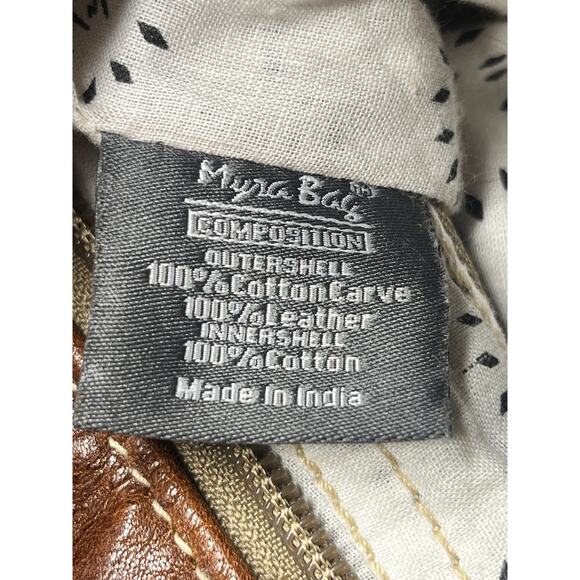 Myra Bag
COMPOSITION
OUTERSHELL
100%CottonCarve
100%Leather
INNERSHELL
100%Cotton
Made In India